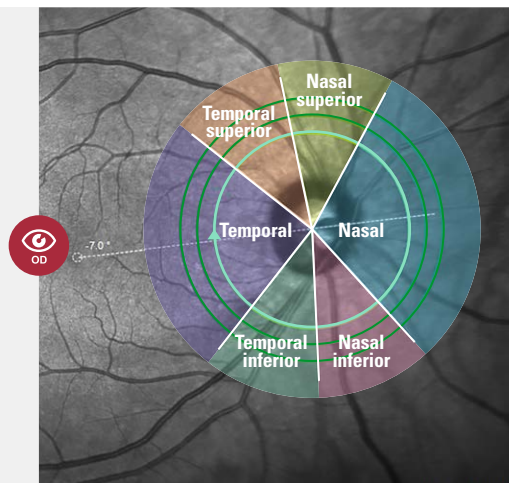 Nasal
superior
Temporal
superior
Temporal
Nasal
-7.0 °
OD
Temporal
inferior
Nasal
inferior